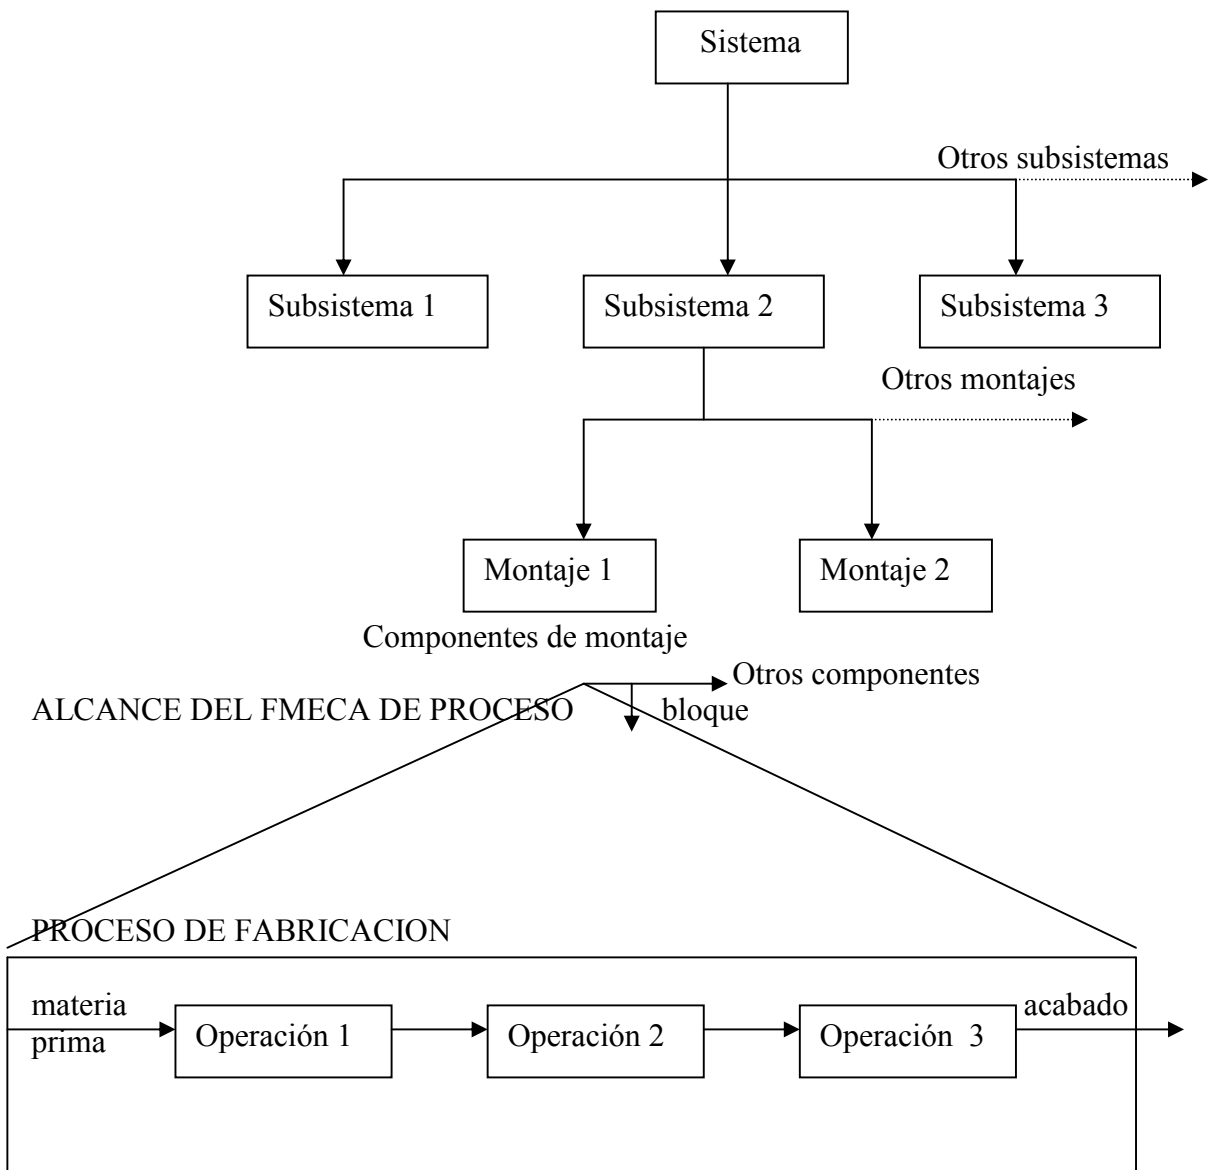 Sistema
Otros subsistemas
Subsistema 1
Subsistema 2
Subsistema 3
Otros montajes
Montaje 1
Montaje 2
Componentes de montaje
Otros componentes
ALCANCE DEL FMECA DE PROCESO
bloque
PROCESO DE FABRICACION
materia
prima
Operación 1
Operación 2
Operación 3
acabado